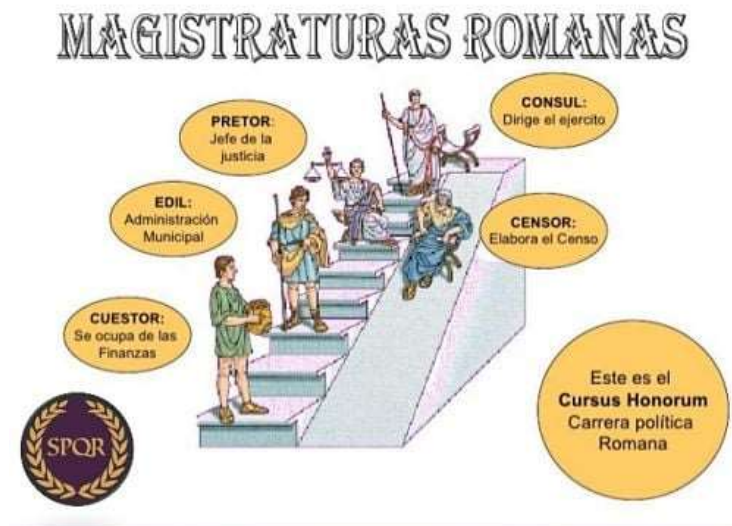 MAGISTRATURAS ROMANAS
CONSUL:
Dirige el ejercito
PRETOR:
Jefe de la
justicia
EDIL:
Administración
Municipal
CENSOR:
Elabora el Censo
CUESTOR:
Se ocupa de las
Finanzas
Este es el
Cursus Honorum
Carrera política
Romana
SPQR